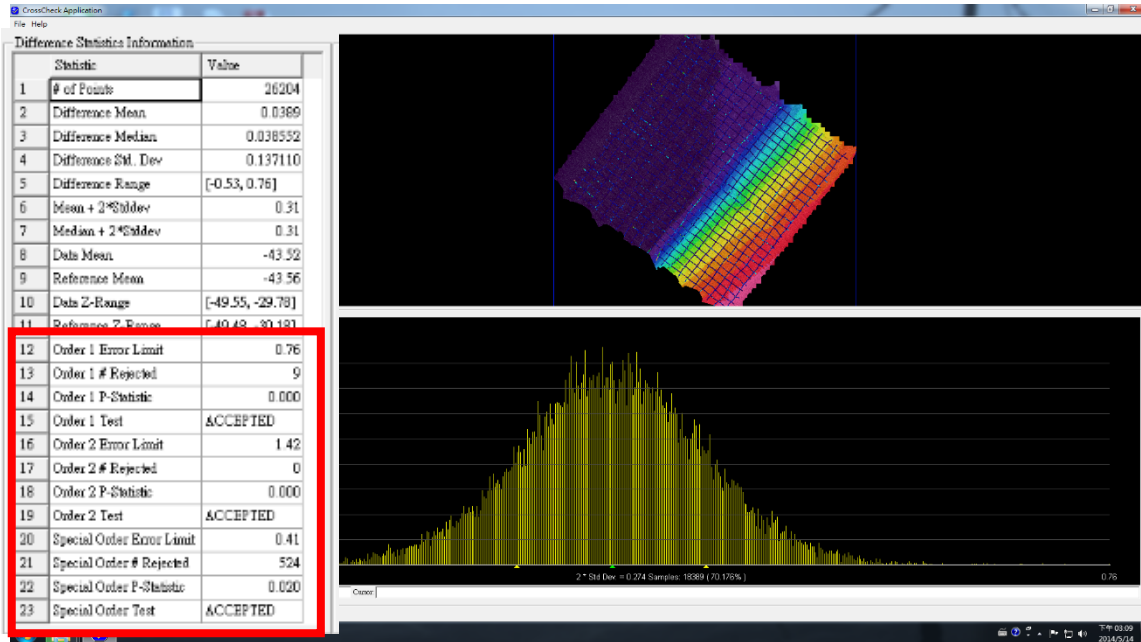 CrossCheck Application
File Help
Difference Statistics Information
Statistic Value
1 # of Points 26204
2 Difference Mean 0.0389
3 Difference Median 0.038552
4 Difference Std. Dev 0.137110
5 Difference Range [-0.53, 0.76]
6 Mean + 2*Stddev 0.31
7 Median + 2*Stddev 0.31
8 Data Mean -43.52
9 Reference Mean -43.56
10 Data Z-Range [-49.55, -29.78]
11 Reference Z-Range [-49.48, -30.18]
12 Order 1 Error Limit 0.76
13 Order 1 # Rejected 9
14 Order 1 P-Statistic 0.000
15 Order 1 Test ACCEPTED
16 Order 2 Error Limit 1.42
17 Order 2 # Rejected 0
18 Order 2 P-Statistic 0.000
19 Order 2 Test ACCEPTED
20 Special Order Error Limit 0.41
21 Special Order # Rejected 524
22 Special Order P-Statistic 0.020
23 Special Order Test ACCEPTED
2 * Std Dev = 0.274 Samples: 18389 (70.176% )
0.76
Cursor
下午 03:09
2014/5/14